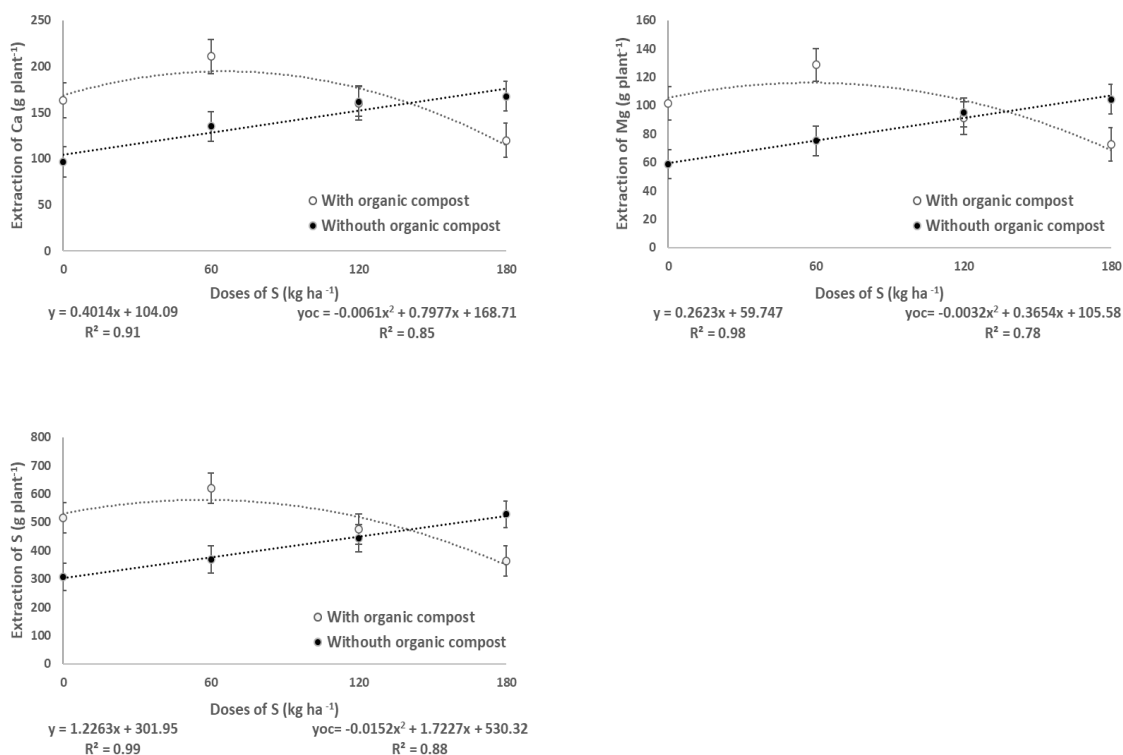 Extraction of Ca (g plant⁻¹)
250
200
150
100
50
0
With organic compost
Withouth organic compost
0 60 120 180
Doses of S (kg ha⁻¹)
y = 0.4014x + 104.09 yoc = -0.0061x² + 0.7977x + 168.71
R² = 0.91 R² = 0.85
Extraction of Mg (g plant⁻¹)
160
140
120
100
80
60
40
20
0
With organic compost
Withouth organic compost
0 60 120 180
Doses of S (kg ha⁻¹)
y = 0.2623x + 59.747 yoc= -0.0032x² + 0.3654x + 105.58
R² = 0.98 R² = 0.78
Extraction of S (g plant⁻¹)
800
700
600
500
400
300
200
100
0
With organic compost
Withouth organic compost
0 60 120 180
Doses of S (kg ha⁻¹)
y = 1.2263x + 301.95 yoc= -0.0152x² + 1.7227x + 530.32
R² = 0.99 R² = 0.88